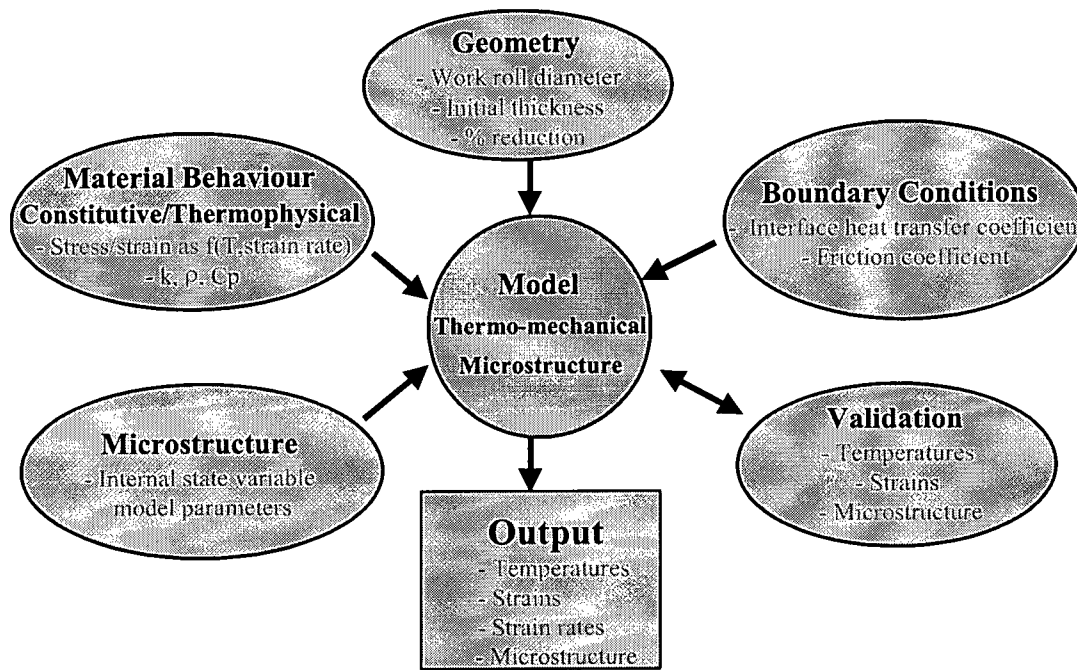 Geometry
- Work roll diameter
- Initial thickness
- % reduction
Material Behaviour
Constitutive/Thermophysical
- Stress/strain as f(T,strain rate)
- k, ρ, Cp
Boundary Conditions
- Interface heat transfer coefficien
- Friction coefficient
Model
Thermo-mechanical
Microstructure
Microstructure
- Internal state variable
model parameters
Validation
- Temperatures
- Strains
- Microstructure
Output
- Temperatures
- Strains
- Strain rates
- Microstructure